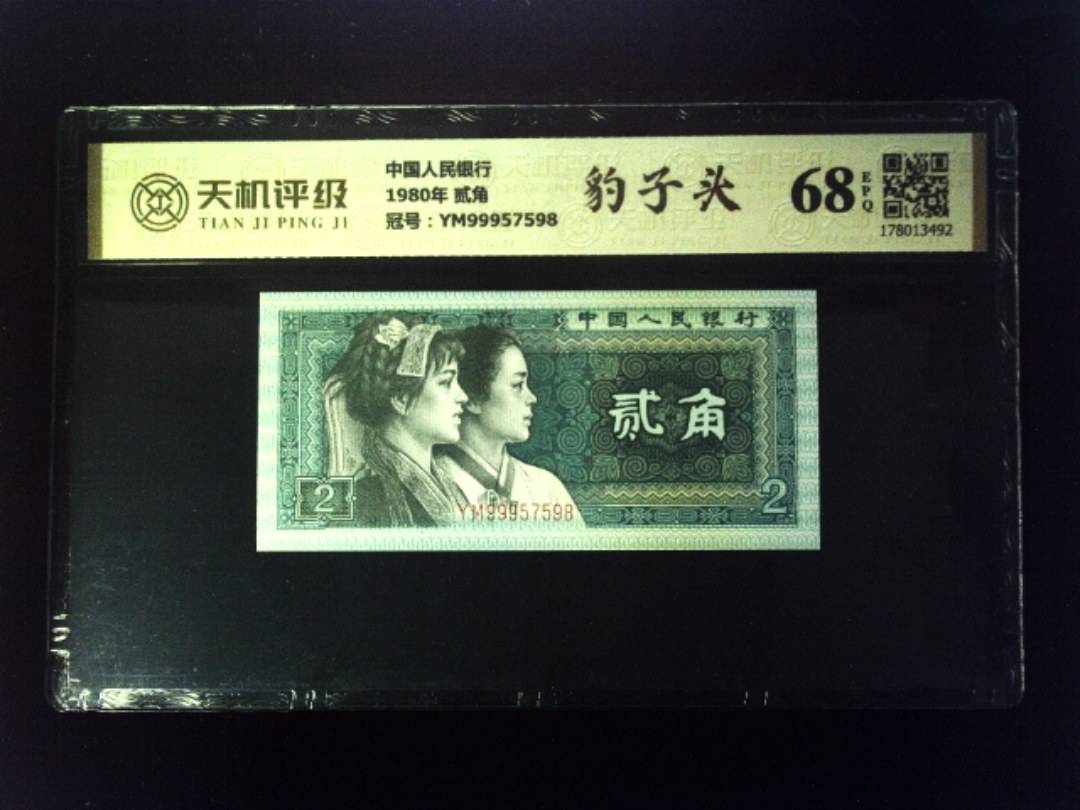 天机评级
TIAN JI PING JI
中国人民银行
1980年 贰角
冠号：YM99957598
豹子头
68
EPQ
178013492
中国人民银行
贰角
2
YM99957598
2